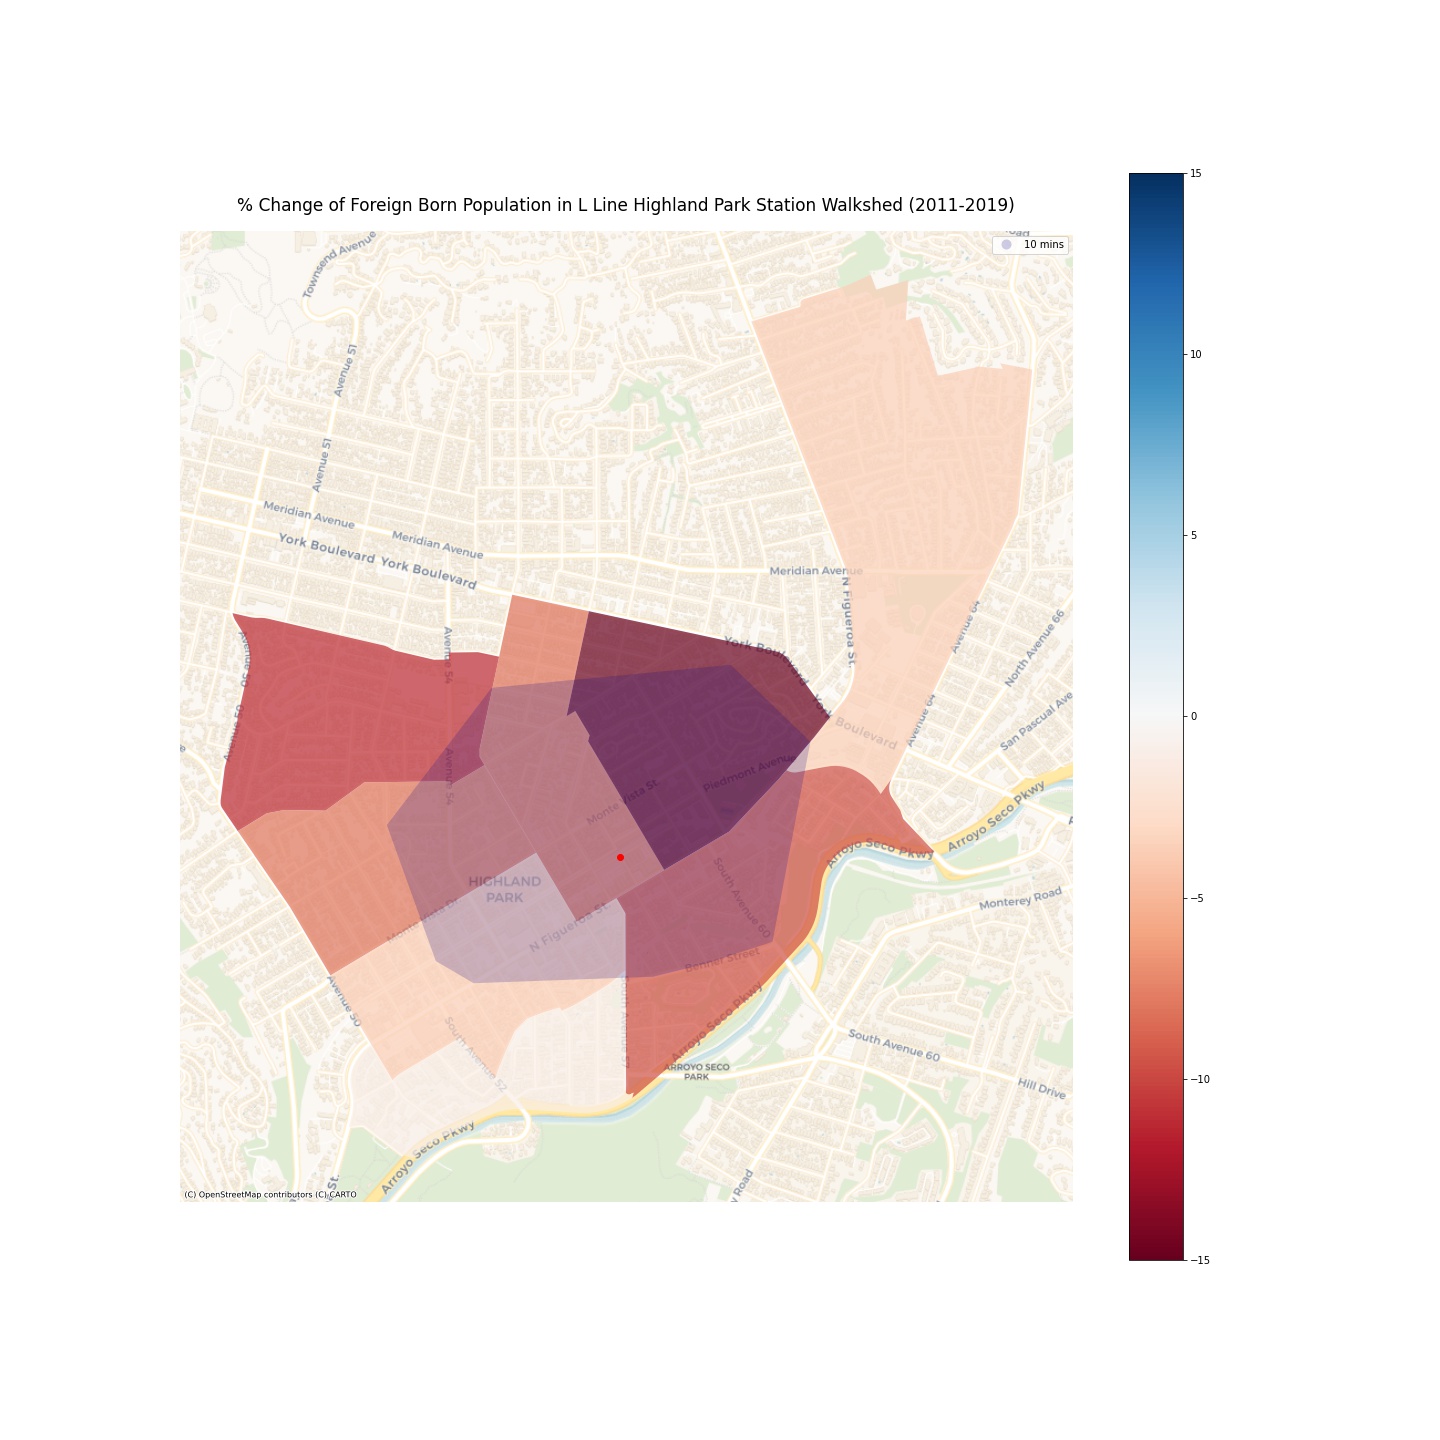 % Change of Foreign Born Population in L Line Highland Park Station Walkshed (2011-2019)
10 mins
Townsend Avenue
Avenue 51
Avenue 51
Meridian Avenue
Meridian Avenue
York Boulevard York Boulevard
Meridian Avenue
N Figueroa St.
Avenue 64
North Avenue 66
Avenue 50
Avenue 54
York Boulevard
York Boulevard
Avenue 64
San Pascual Ave
Avenue 50
Avenue 54
Piedmont Avenue
Monte Vista St.
Arroyo Seco Pkwy
Arroyo Seco Pkwy
HIGHLAND
PARK
South Avenue 60
Monterey Road
Monte Vista Dr
N Figueroa St.
Benner Street
Avenue 50
Arroyo Seco Pkwy
South Avenue 57
South Avenue 52
South Avenue 60
ARROYO SECO
PARK
Hill Drive
Arroyo Seco Pkwy
St.
y Road
(C) OpenStreetMap contributors (C) CARTO
15
10
5
0
−5
−10
−15